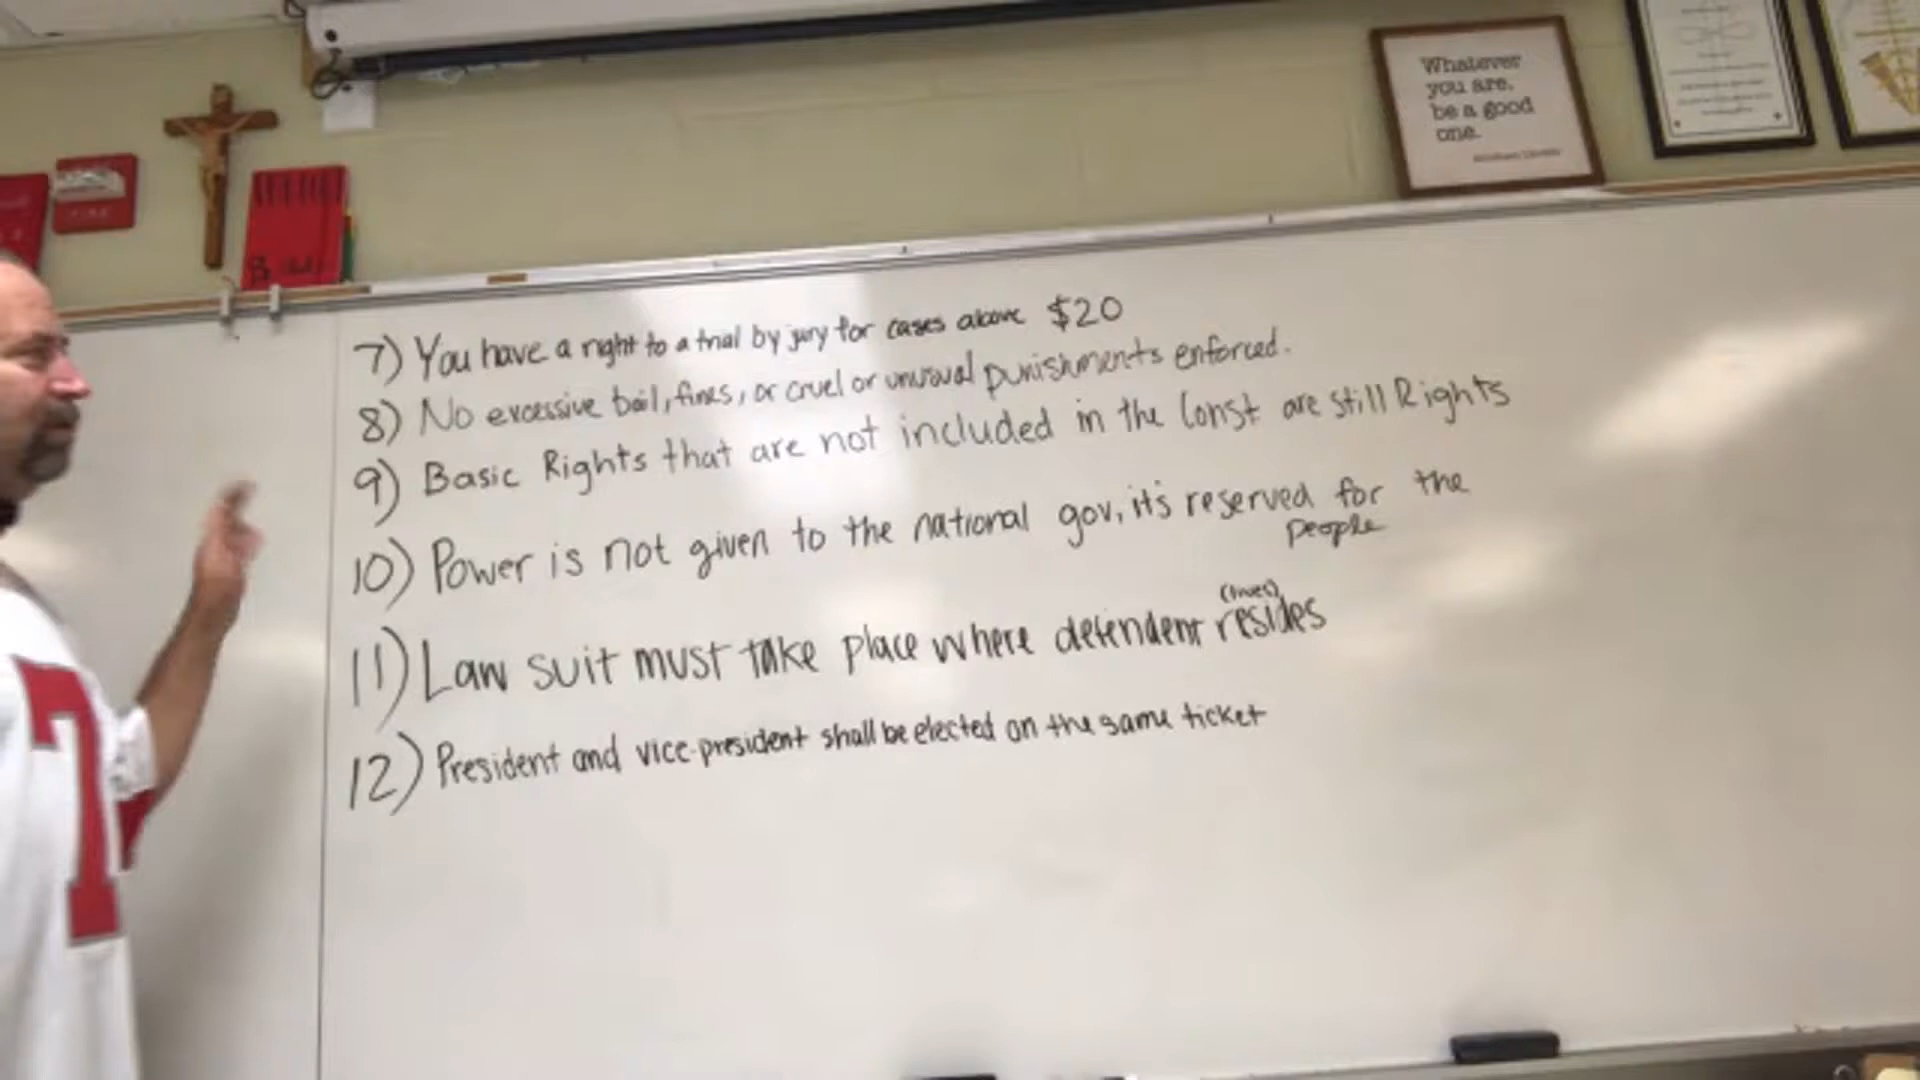 Whatever
you are,
be a good
one.
7) You have a right to a trial by jury for cases above $20
8) No excessive bail, fines, or cruel or unusual punishments enforced.
9) Basic Rights that are not included in the Const are still Rights
10) Power is not given to the national gov, it's reserved for the
people
(lives)
11) Law suit must take place where defendent resides
12) President and vice-president shall be elected on the same ticket
7